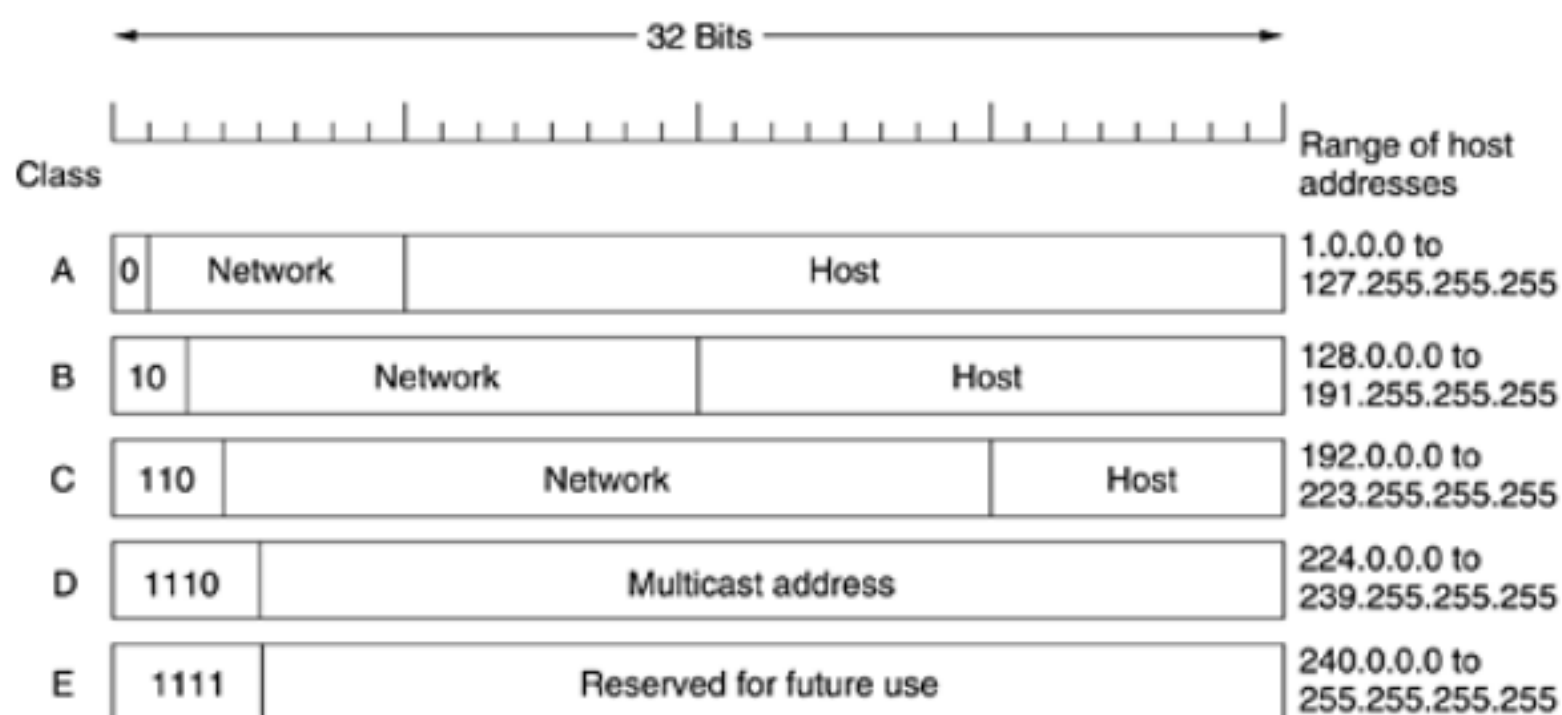 32 Bits
Range of host
addresses
Class
A
0
Network
Host
1.0.0.0 to
127.255.255.255
B
10
Network
Host
128.0.0.0 to
191.255.255.255
C
110
Network
Host
192.0.0.0 to
223.255.255.255
D
1110
Multicast address
224.0.0.0 to
239.255.255.255
E
1111
Reserved for future use
240.0.0.0 to
255.255.255.255